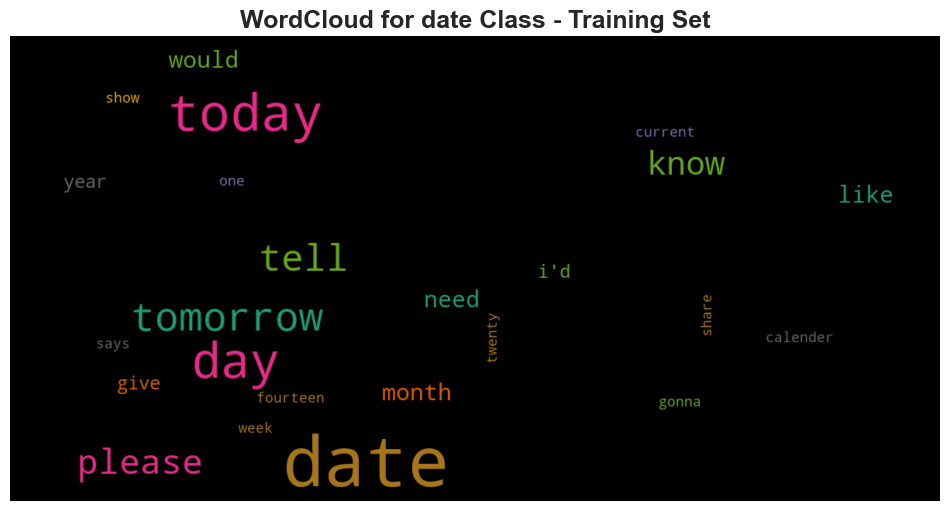 WordCloud for date Class - Training Set
would
show
today
current
know
year
one
like
tell
i'd
need
tomorrow
share
twenty
calender
says
day
give
month
fourteen
gonna
week
please
date